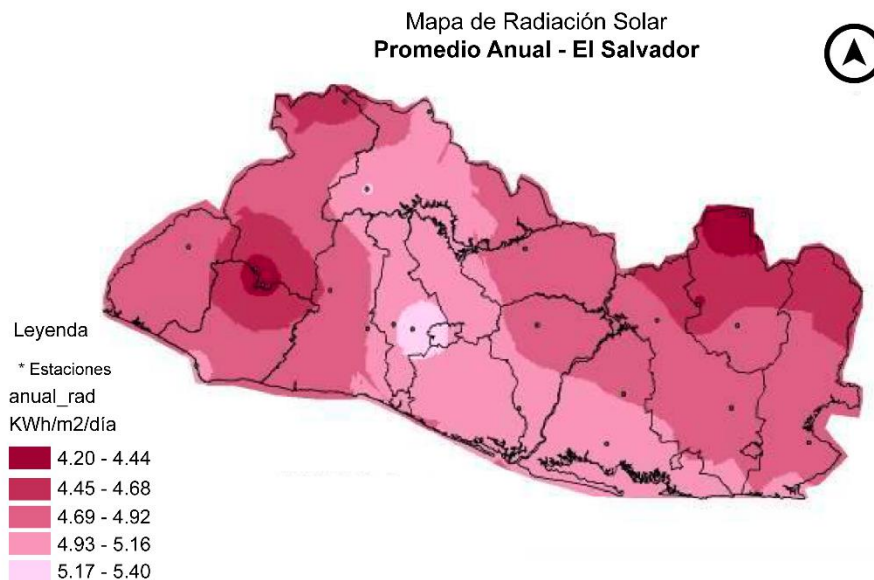 Mapa de Radiación Solar
Promedio Anual - El Salvador
Leyenda
* Estaciones
anual_rad
KWh/m2/día
4.20 - 4.44
4.45 - 4.68
4.69 - 4.92
4.93 - 5.16
5.17 - 5.40